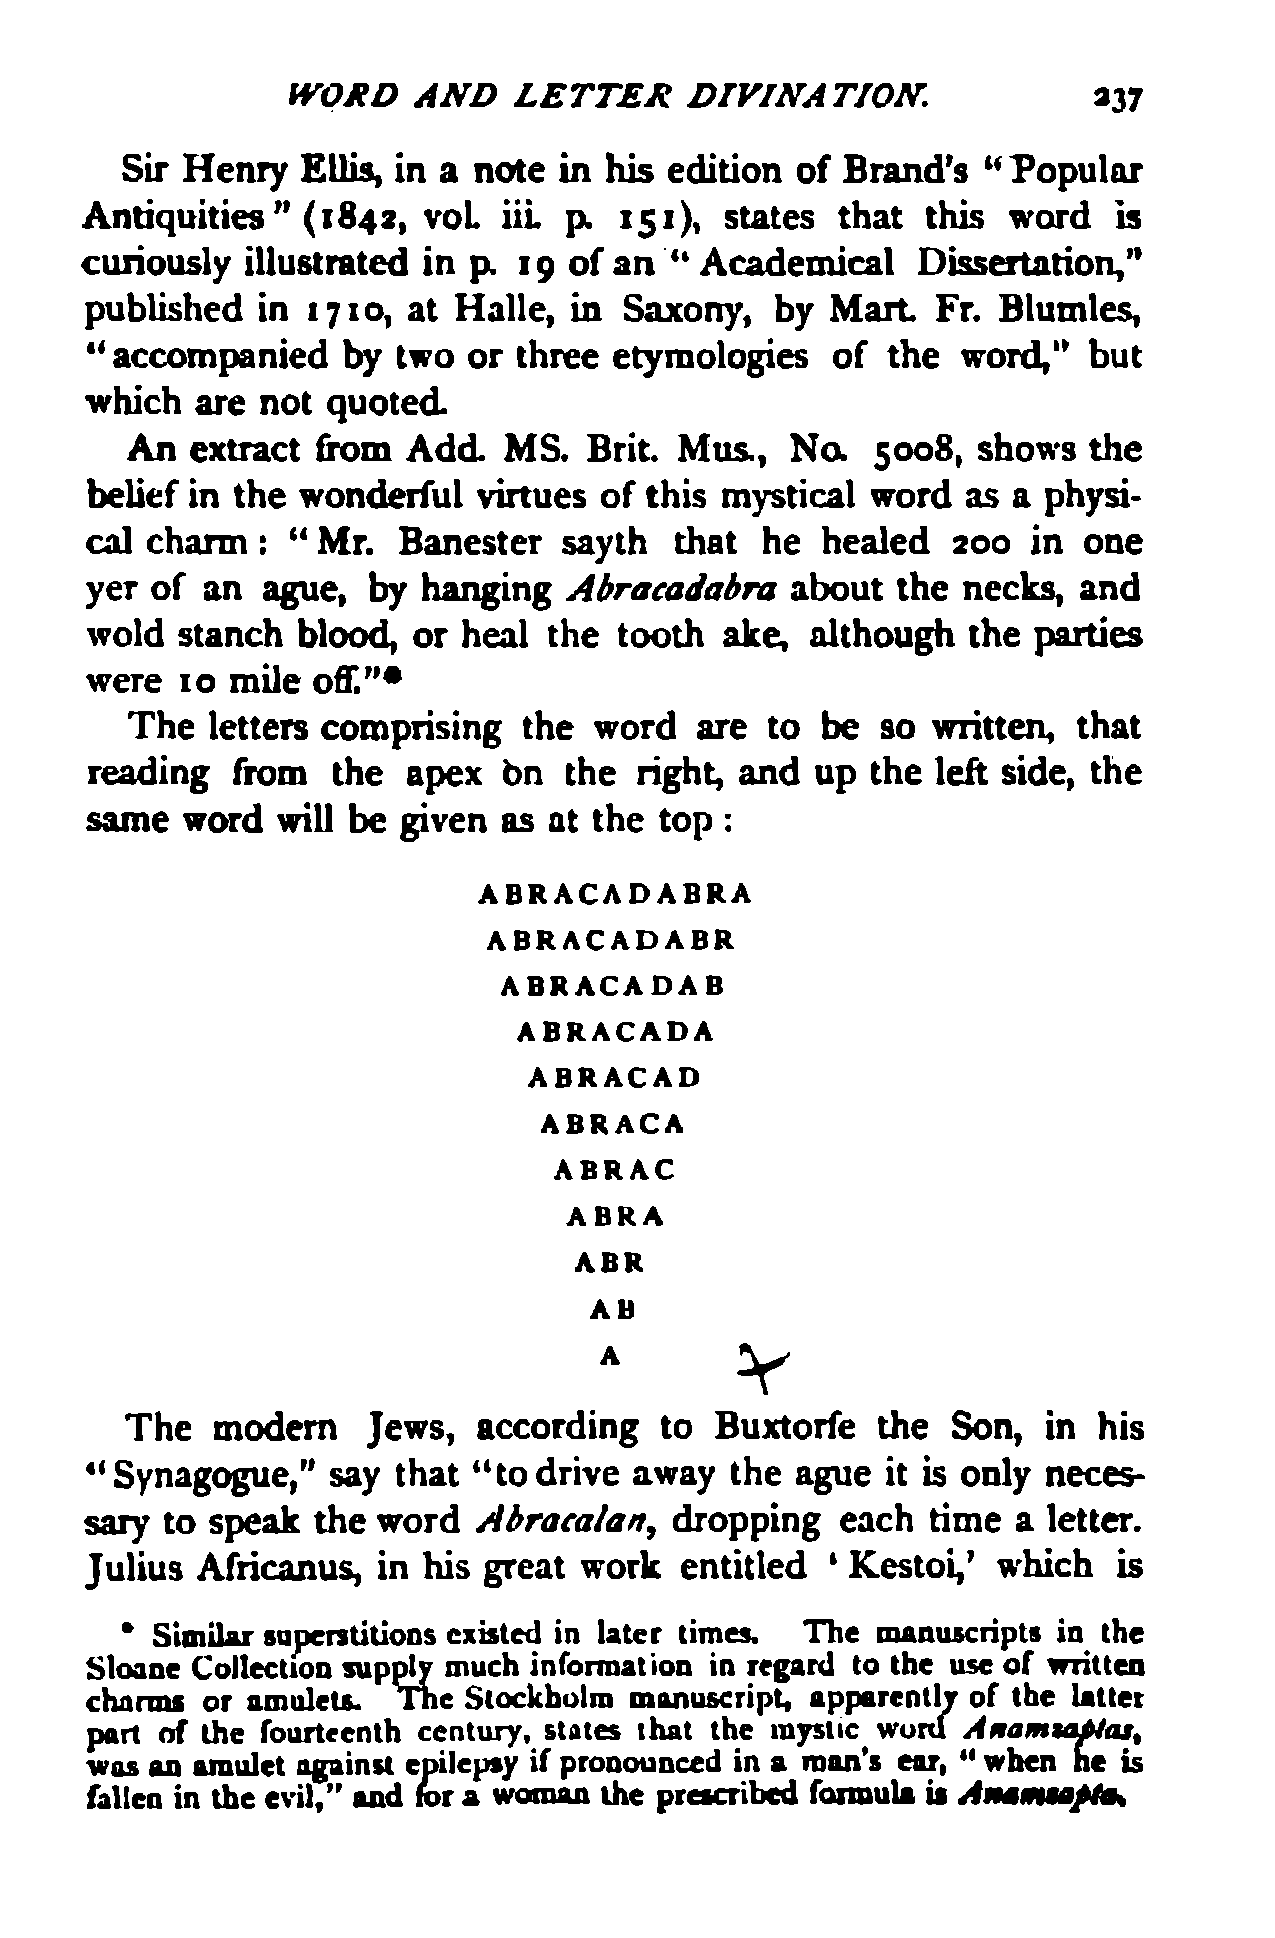 WORD AND LETTER DIVINATION. 237
Sir Henry Ellis, in a note in his edition of Brand's "Popular
Antiquities" (1842, vol. iii. p. 151), states that this word is
curiously illustrated in p. 19 of an "Academical Dissertation,"
published in 1710, at Halle, in Saxony, by Mart. Fr. Blumles,
"accompanied by two or three etymologies of the word," but
which are not quoted.
An extract from Add. MS. Brit. Mus., No. 5008, shows the
belief in the wonderful virtues of this mystical word as a physi-
cal charm: "Mr. Banester sayth that he healed 200 in one
yer of an ague, by hanging Abracadabra about the necks, and
wold stanch blood, or heal the tooth ake, although the parties
were 10 mile off."*
The letters comprising the word are to be so written, that
reading from the apex on the right, and up the left side, the
same word will be given as at the top:
ABRACADABRA
ABRACADABR
ABRACADAB
ABRACADA
ABRACAD
ABRACA
ABRAC
ABRA
ABR
AB
A
The modern Jews, according to Buxtorfe the Son, in his
"Synagogue," say that "to drive away the ague it is only neces-
sary to speak the word Abracalan, dropping each time a letter.
Julius Africanus, in his great work entitled 'Kestoi,' which is
* Similar superstitions existed in later times. The manuscripts in the
Sloane Collection supply much information in regard to the use of written
charms or amulets. The Stockholm manuscript, apparently of the latter
part of the fourteenth century, states that the mystic word Anamzaptas,
was an amulet against epilepsy if pronounced in a man's ear, "when he is
fallen in the evil," and for a woman the prescribed formula is